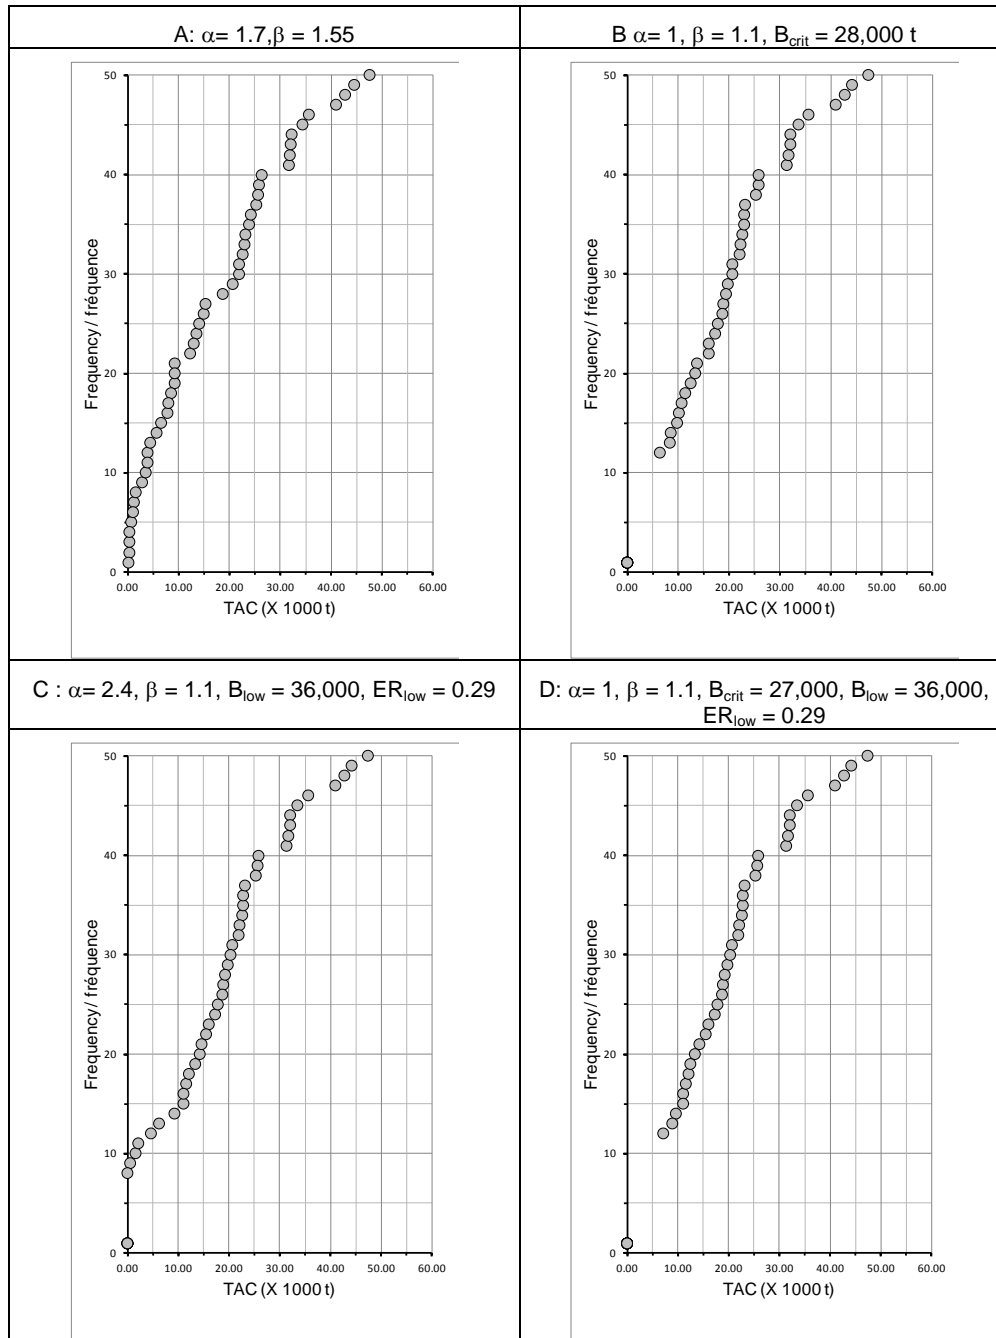 A: α= 1.7,β = 1.55
B α= 1, β = 1.1, Bcrit = 28,000 t
50
40
30
20
10
0
Frequency / fréquence
0.00 10.00 20.00 30.00 40.00 50.00 60.00
TAC (X 1000 t)
50
40
30
20
10
0
Frequency / fréquence
0.00 10.00 20.00 30.00 40.00 50.00 60.00
TAC (X 1000 t)
C : α= 2.4, β = 1.1, Blow = 36,000, ERlow = 0.29
D: α= 1, β = 1.1, Bcrit = 27,000, Blow = 36,000,
ERlow = 0.29
50
40
30
20
10
0
Frequency / fréquence
0.00 10.00 20.00 30.00 40.00 50.00 60.00
TAC (X 1000 t)
50
40
30
20
10
0
Frequency / fréquence
0.00 10.00 20.00 30.00 40.00 50.00 60.00
TAC (X 1000 t)